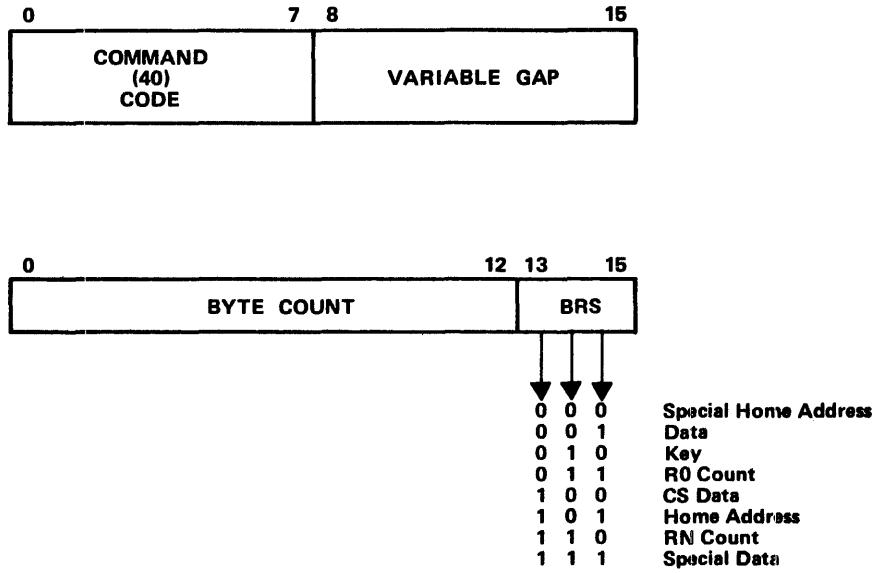 0 7 8 15
COMMAND
(40)
CODE
VARIABLE GAP
0 12 13 15
BYTE COUNT BRS
0 0 0 Special Home Address
0 0 1 Data
0 1 0 Key
0 1 1 R0 Count
1 0 0 CS Data
1 0 1 Home Address
1 1 0 RN Count
1 1 1 Special Data